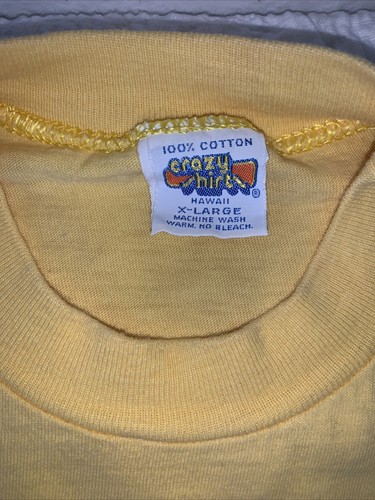 100% COTTON
crazy
shirts
®
HAWAII
X-LARGE
MACHINE WASH
WARM. NO BLEACH.